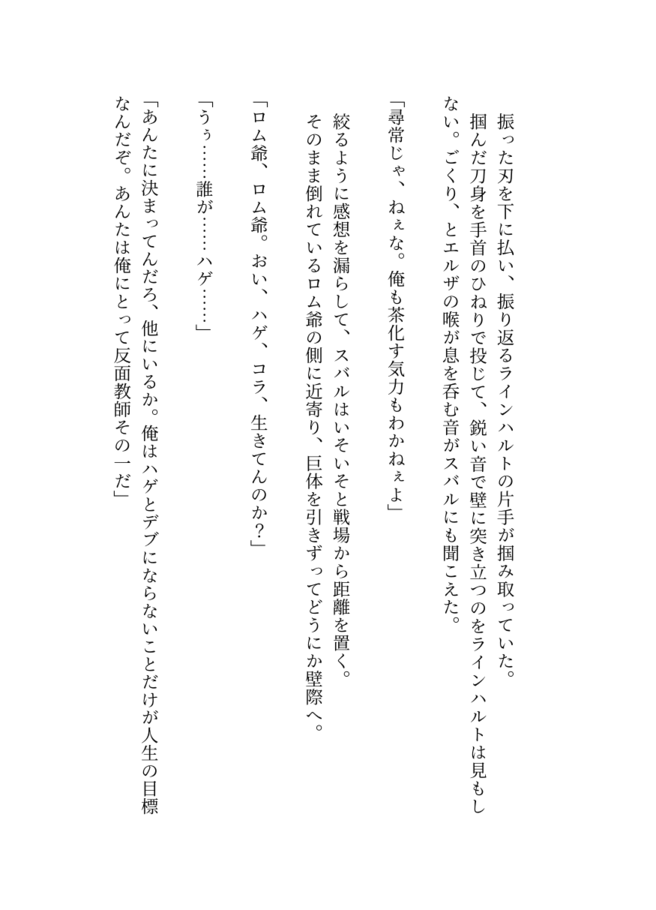 振った刃を下に払い、振り返るラインハルトの片手が掴み取っていた。
掴んだ刀身を手首のひねりで投じて、鋭い音で壁に突き立つのをラインハルトは見もし
ない。ごくり、とエルザの喉が息を呑む音がスバルにも聞こえた。
「尋常じゃ、ねぇな。俺も茶化す気力もわかねぇよ」
絞るように感想を漏らして、スバルはいそいそと戦場から距離を置く。
そのまま倒れているロム爺の側に近寄り、巨体を引きずってどうにか壁際へ。
「ロム爺、ロム爺。おい、ハゲ、コラ、生きてんのか？」
「うぅ……誰が……ハゲ……」
「あんたに決まってんだろ、他にいるか。俺はハゲとデブにならないことだけが人生の目標
なんだぞ。あんたは俺にとって反面教師その一だ」